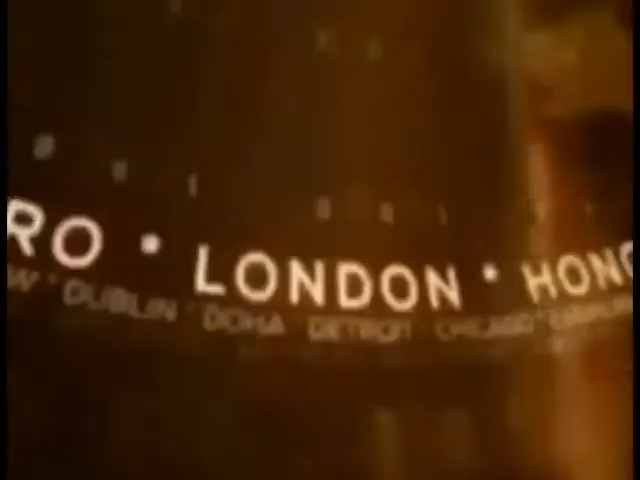 RO • LONDON • HONG
W • DUBLIN • DOHA DETROIT CHICAGO